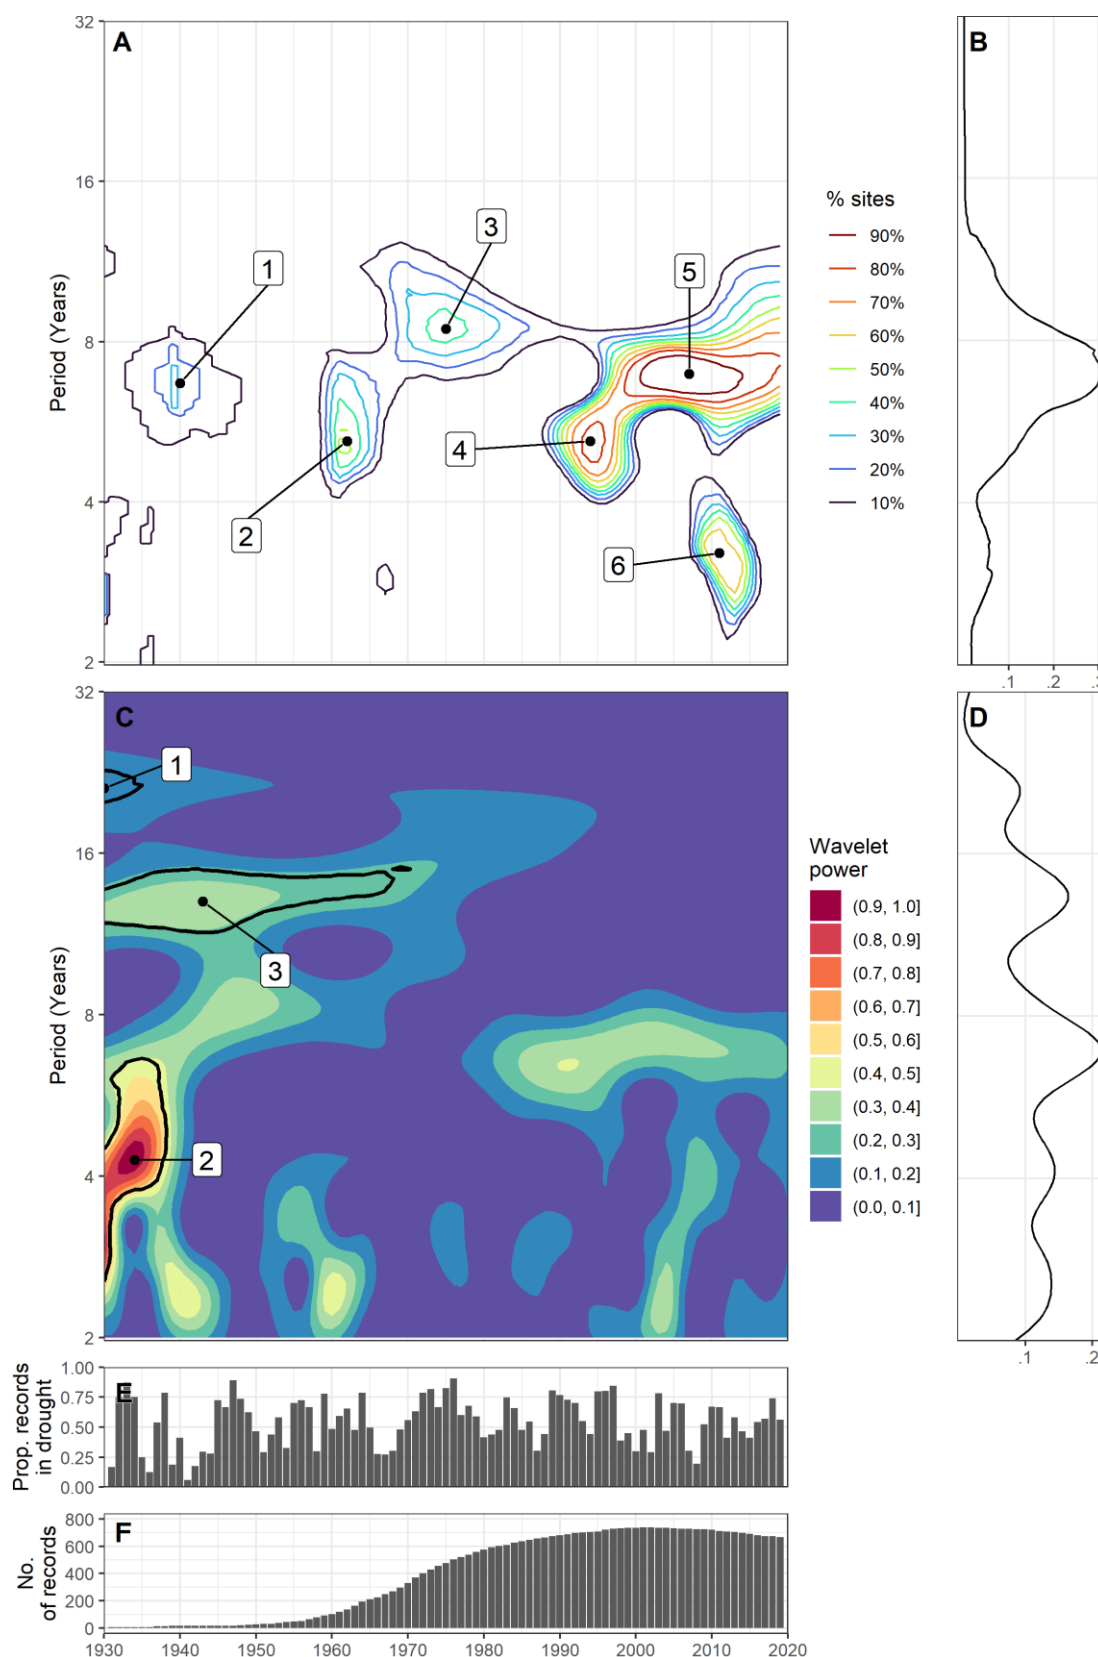 A
32
16
8
4
2
Period (Years)
1
2
3
4
5
6
% sites
90%
80%
70%
60%
50%
40%
30%
20%
10%
B
.1 .2 .3
C
32
16
8
4
2
Period (Years)
1
2
3
Wavelet
power
(0.9, 1.0]
(0.8, 0.9]
(0.7, 0.8]
(0.6, 0.7]
(0.5, 0.6]
(0.4, 0.5]
(0.3, 0.4]
(0.2, 0.3]
(0.1, 0.2]
(0.0, 0.1]
D
.1 .2
E
1.00
0.75
0.50
0.25
0.00
Prop. records
in drought
F
800
600
400
200
0
No.
of records
1930 1940 1950 1960 1970 1980 1990 2000 2010 2020